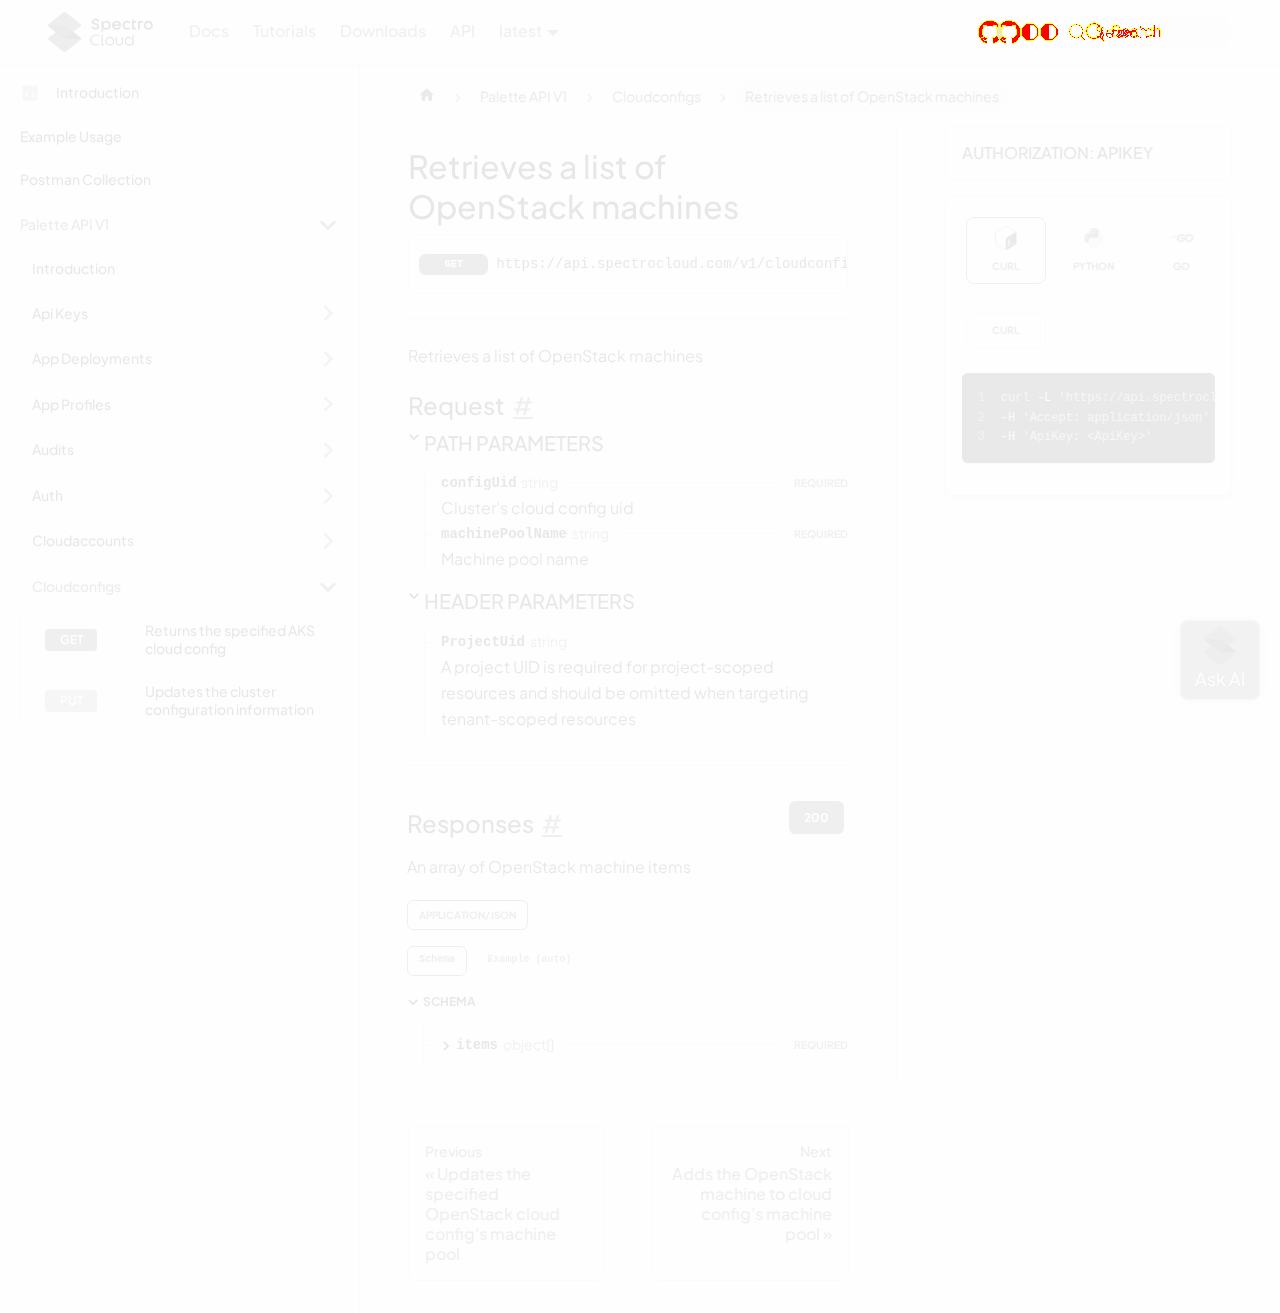 Spectro
Cloud
Docs
Tutorials
Downloads
API
latest
Search
Introduction
Example Usage
Postman Collection
Palette API V1
Introduction
Api Keys
App Deployments
App Profiles
Audits
Auth
Cloudaccounts
Cloudconfigs
GET
Returns the specified AKS
cloud config
PUT
Updates the cluster
configuration information
Palette API V1
Cloudconfigs
Retrieves a list of OpenStack machines
Retrieves a list of
OpenStack machines
GET
https://api.spectrocloud.com/v1/cloudconfi
Retrieves a list of OpenStack machines
Request #
PATH PARAMETERS
configUid string REQUIRED
Cluster's cloud config uid
machinePoolName string REQUIRED
Machine pool name
HEADER PARAMETERS
ProjectUid string
A project UID is required for project-scoped
resources and should be omitted when targeting
tenant-scoped resources
Responses #
200
An array of OpenStack machine items
APPLICATION/JSON
Schema
Example (auto)
SCHEMA
items object[] REQUIRED
Previous
« Updates the
specified
OpenStack cloud
config's machine
pool
Next
Adds the OpenStack
machine to cloud
config's machine
pool »
AUTHORIZATION: APIKEY
CURL
PYTHON
GO
GO
CURL
1 curl -L 'https://api.spectrocl
2 -H 'Accept: application/json'
3 -H 'ApiKey: <ApiKey>'
Ask AI